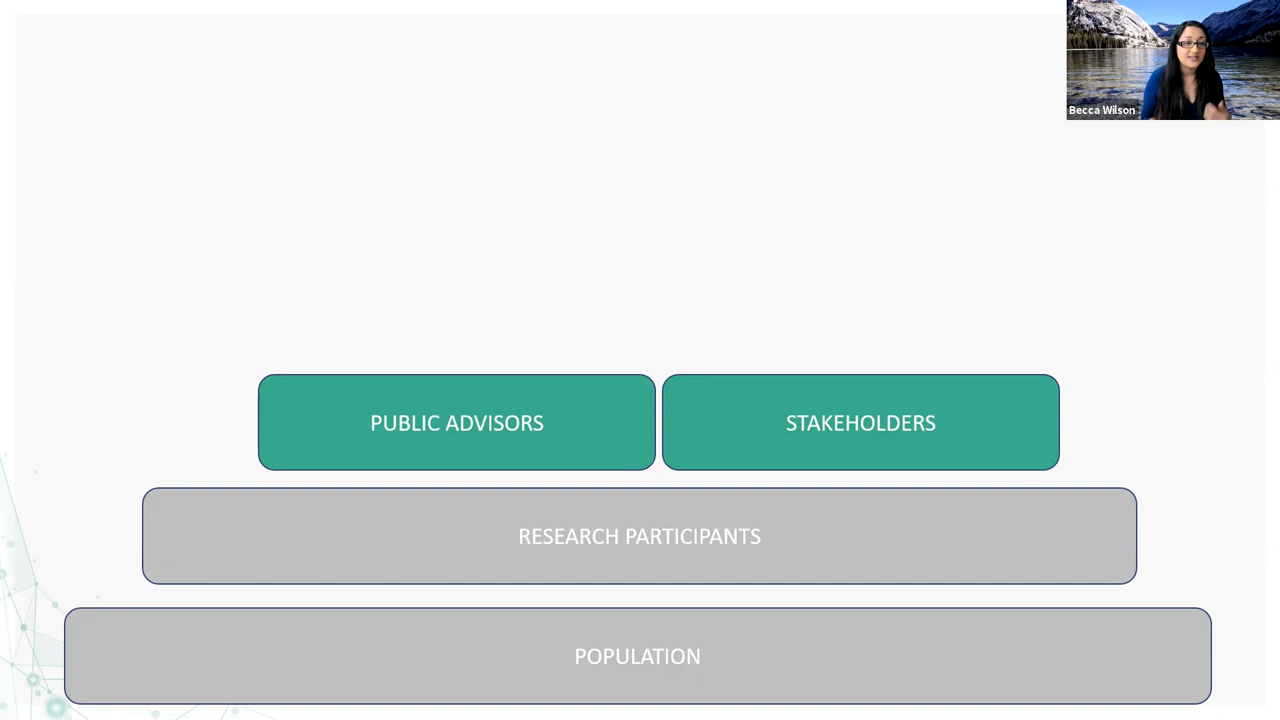 Becca Wilson
PUBLIC ADVISORS
STAKEHOLDERS
RESEARCH PARTICIPANTS
POPULATION